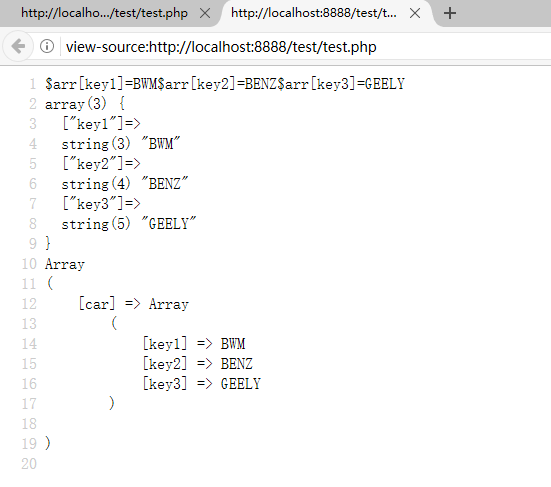 http://localho.../test/test.php × http://localhost:8888/test/t... × +
view-source:http://localhost:8888/test/test.php
1 $arr[key1]=BWM$arr[key2]=BENZ$arr[key3]=GEELY
2 array(3) {
3   ["key1"]=>
4   string(3) "BWM"
5   ["key2"]=>
6   string(4) "BENZ"
7   ["key3"]=>
8   string(5) "GEELY"
9 }
10 Array
11 (
12     [car] => Array
13         (
14             [key1] => BWM
15             [key2] => BENZ
16             [key3] => GEELY
17         )
18
19 )
20